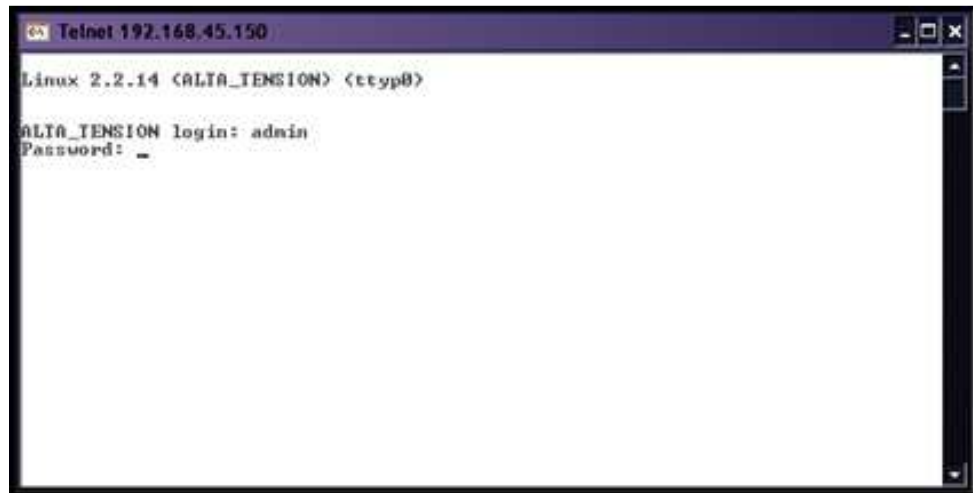 Telnet 192.168.45.150
Linux 2.2.14 (ALTA_TENSION) (ttyp0)
ALTA_TENSION login: admin
Password: _